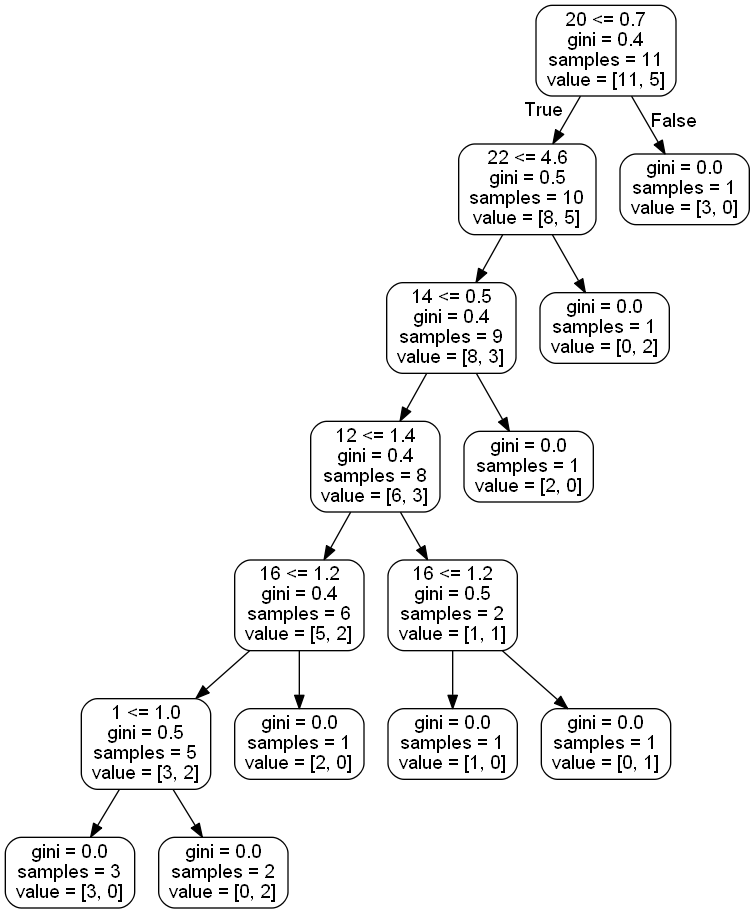 20 <= 0.7
gini = 0.4
samples = 11
value = [11, 5]
True
False
22 <= 4.6
gini = 0.5
samples = 10
value = [8, 5]
gini = 0.0
samples = 1
value = [3, 0]
14 <= 0.5
gini = 0.4
samples = 9
value = [8, 3]
gini = 0.0
samples = 1
value = [0, 2]
12 <= 1.4
gini = 0.4
samples = 8
value = [6, 3]
gini = 0.0
samples = 1
value = [2, 0]
16 <= 1.2
gini = 0.4
samples = 6
value = [5, 2]
16 <= 1.2
gini = 0.5
samples = 2
value = [1, 1]
1 <= 1.0
gini = 0.5
samples = 5
value = [3, 2]
gini = 0.0
samples = 1
value = [2, 0]
gini = 0.0
samples = 1
value = [1, 0]
gini = 0.0
samples = 1
value = [0, 1]
gini = 0.0
samples = 3
value = [3, 0]
gini = 0.0
samples = 2
value = [0, 2]